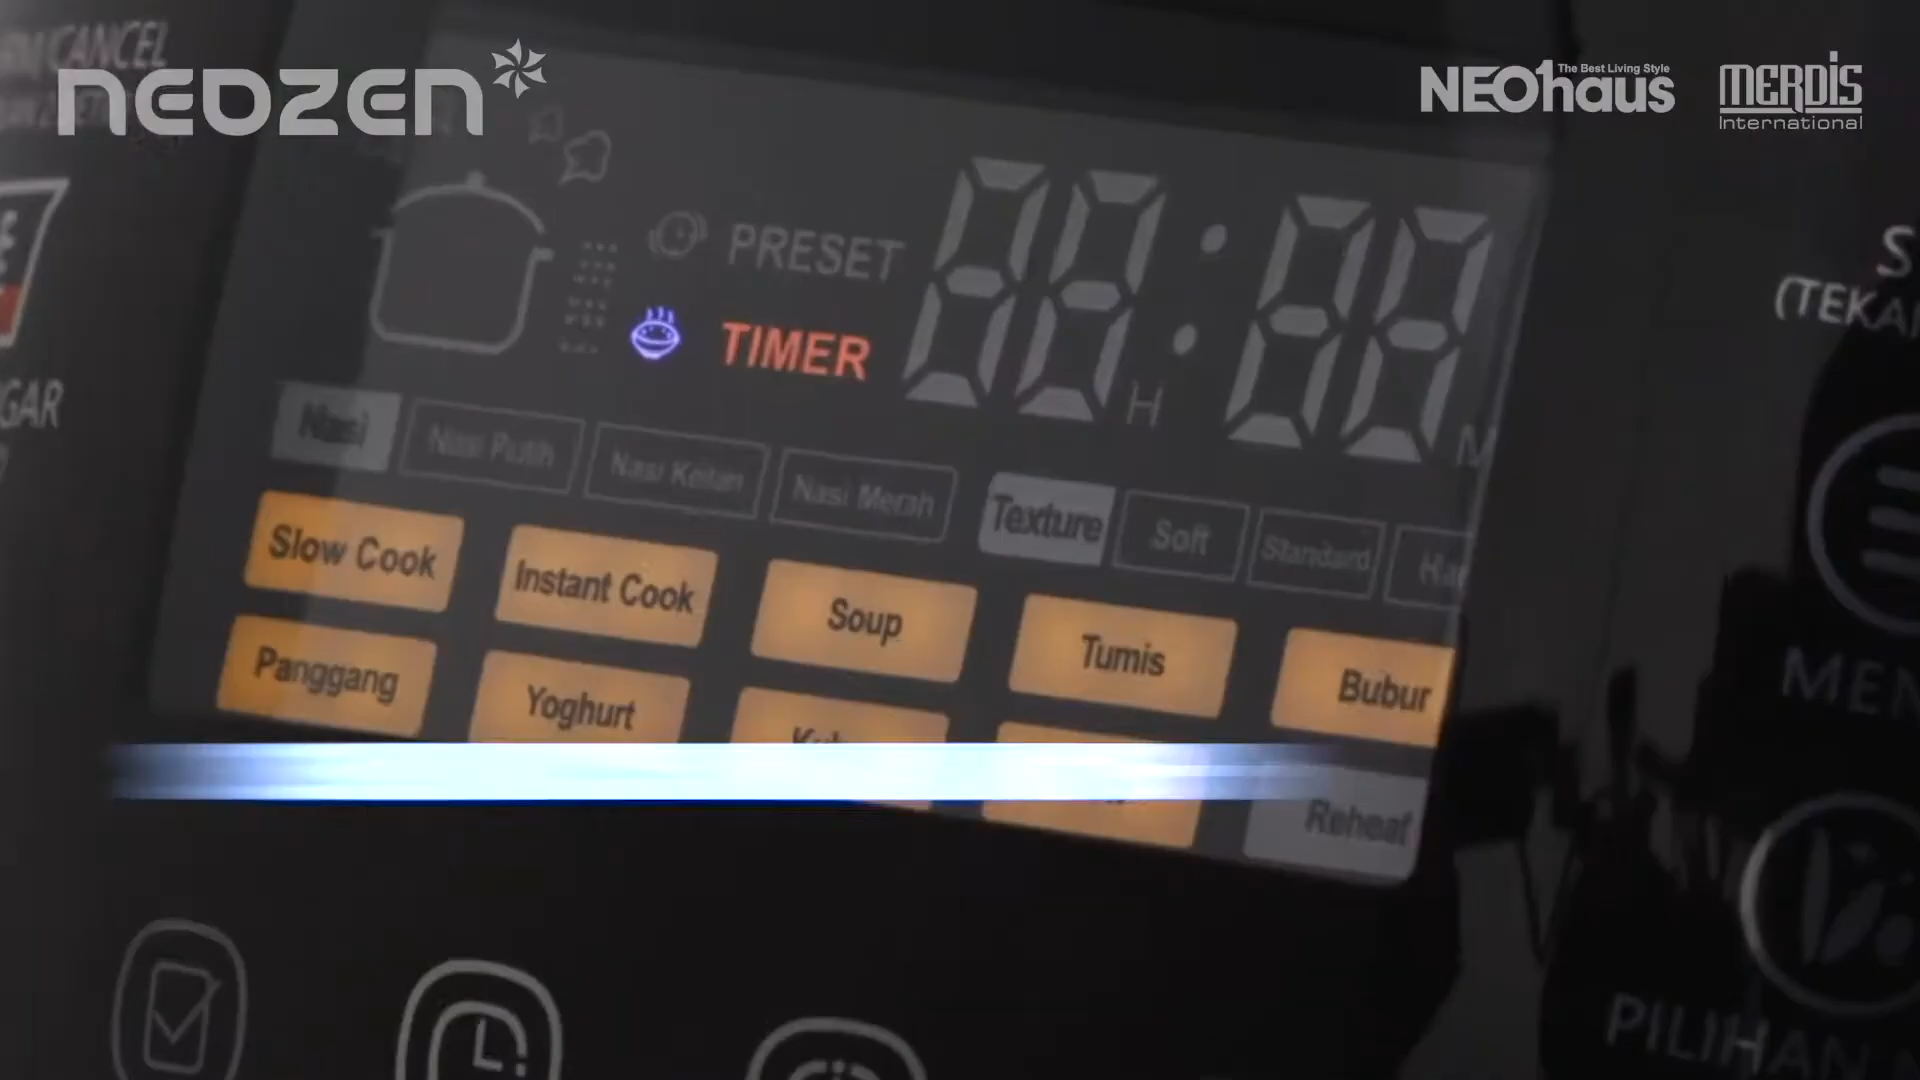 CANCEL
NEOZEN
NEO1haus The Best Living Style
MERDIS
International
PRESET
TIMER
88:88
H
M
Nasi
Nasi Putih
Nasi Ketan
Nasi Merah
Texture
Soft
Standard
Slow Cook
Instant Cook
Soup
Tumis
Bubur
Panggang
Yoghurt
Reheat
GAR
S
(TEKA
MEN
PILIHAN